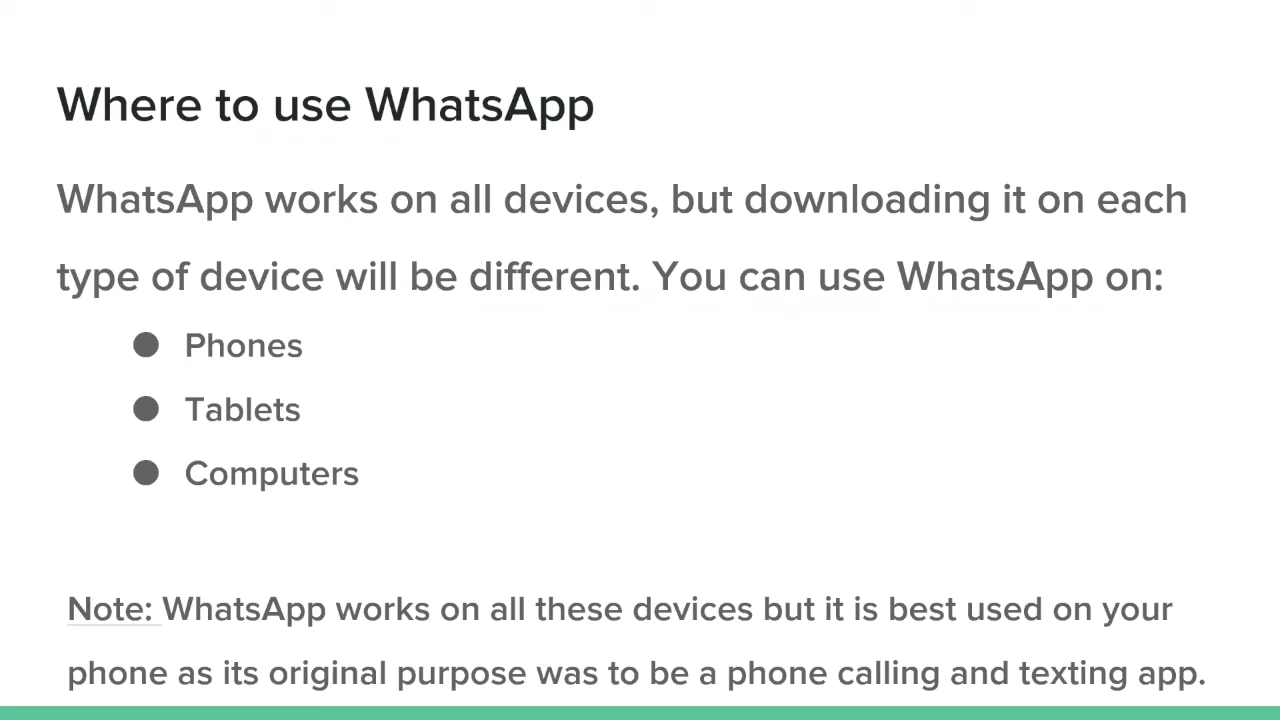 Where to use WhatsApp
WhatsApp works on all devices, but downloading it on each
type of device will be different. You can use WhatsApp on:
● Phones
● Tablets
● Computers
Note: WhatsApp works on all these devices but it is best used on your
phone as its original purpose was to be a phone calling and texting app.